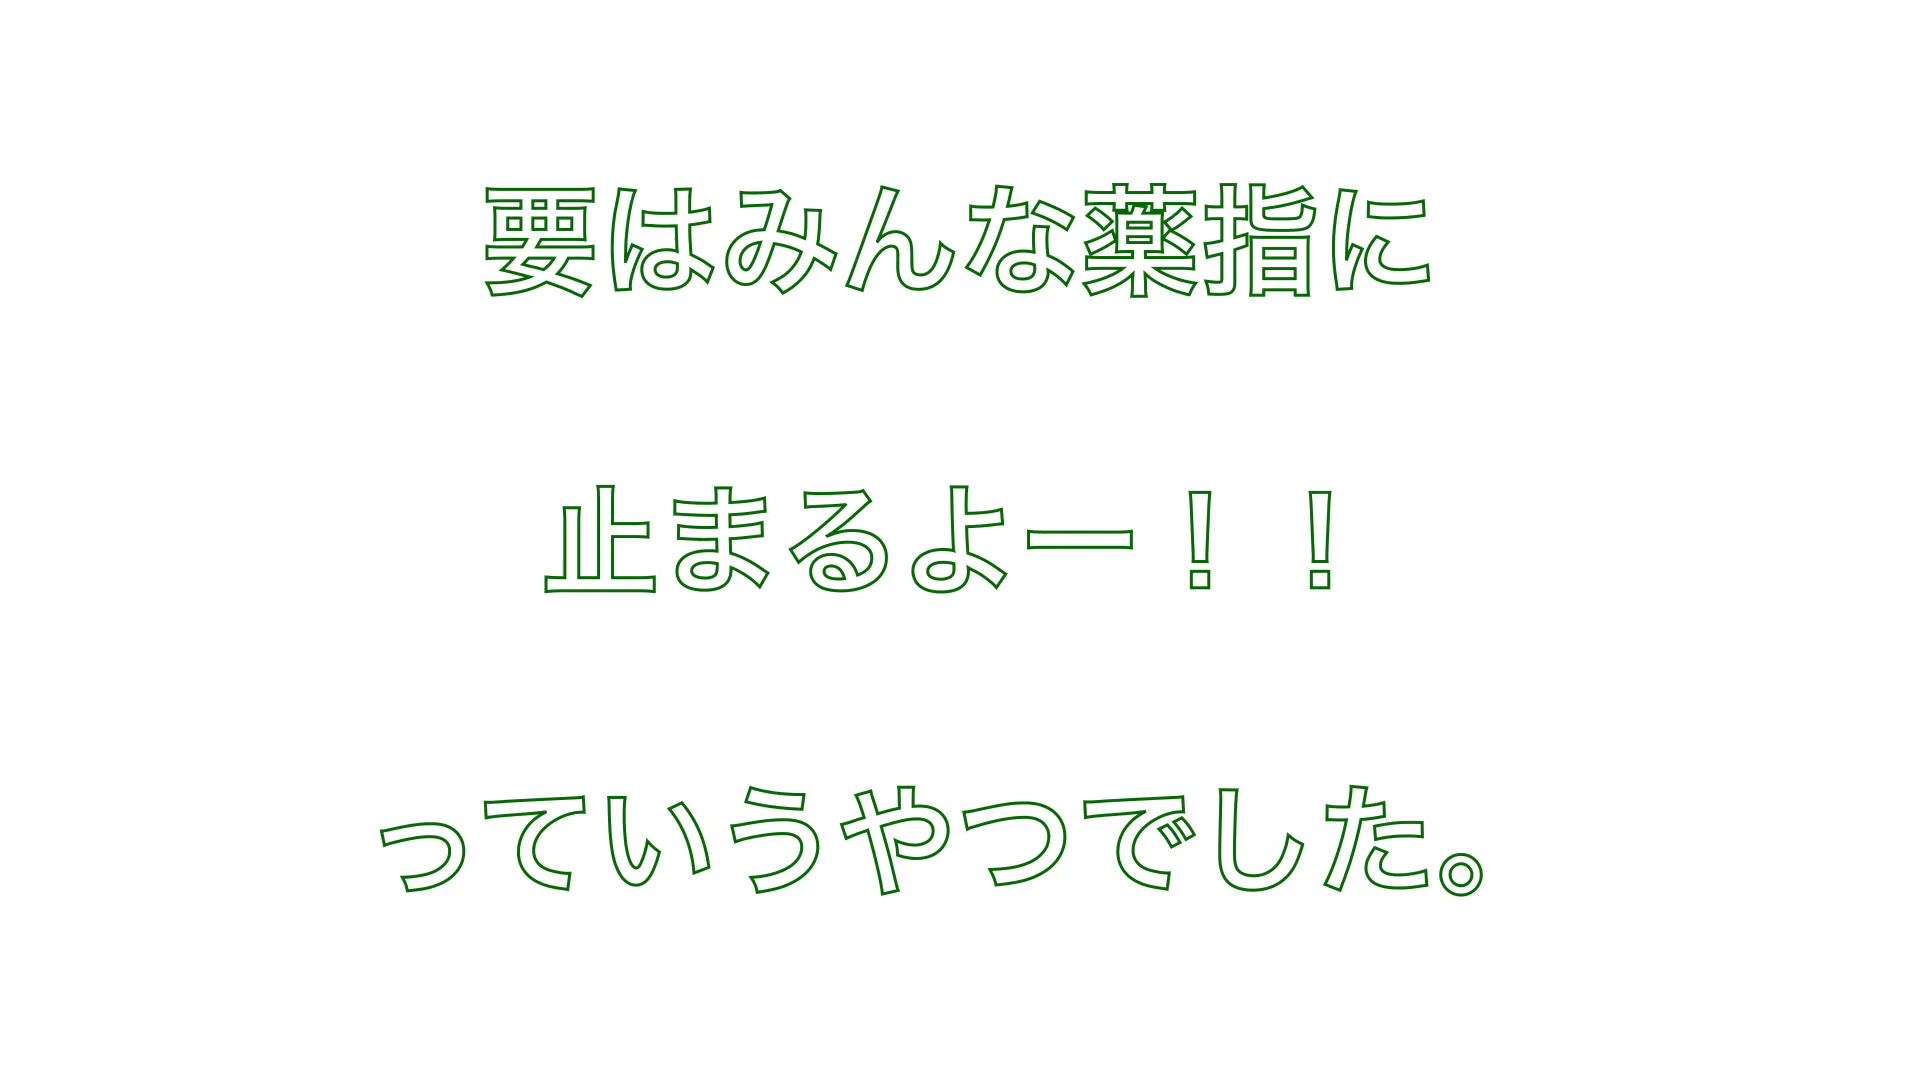 要はみんな薬指に
止まるよー！！
っていうやつでした。